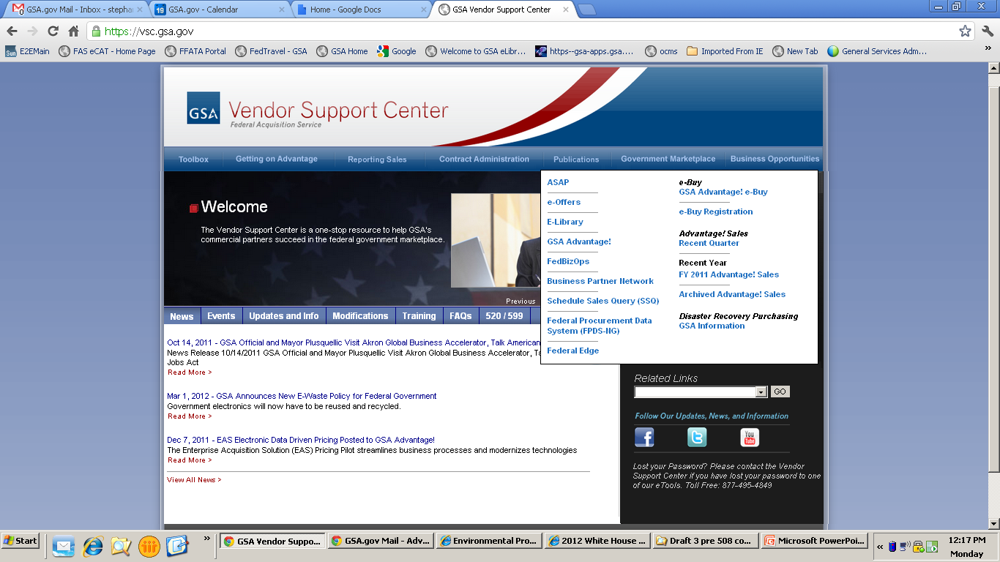 GSA.gov Mail - Inbox - stephan
19
GSA.gov - Calendar
Home - Google Docs
GSA Vendor Support Center
https://vsc.gsa.gov
Sun
E2EMain
FAS eCAT - Home Page
FFATA Portal
FedTravel - GSA
GSA Home
Google
Welcome to GSA eLibr...
https--gsa-apps.gsa....
ocms
Imported From IE
New Tab
General Services Adm...
GSA
Vendor Support Center
Federal Acquisition Service
Toolbox
Getting on Advantage
Reporting Sales
Contract Administration
Publications
Government Marketplace
Business Opportunities
Welcome
The Vendor Support Center is a one-stop resource to help GSA's
commercial partners succeed in the federal government marketplace.
Previous
ASAP
e-Offers
E-Library
GSA Advantage!
FedBizOps
Business Partner Network
Schedule Sales Query (SSQ)
Federal Procurement Data
System (FPDS-NG)
Federal Edge
e-Buy
GSA Advantage! e-Buy
e-Buy Registration
Advantage! Sales
Recent Quarter
Recent Year
FY 2011 Advantage! Sales
Archived Advantage! Sales
Disaster Recovery Purchasing
GSA Information
News
Events
Updates and Info
Modifications
Training
FAQs
520 / 599
Oct 14, 2011 - GSA Official and Mayor Plusquellic Visit Akron Global Business Accelerator, Talk American
News Release 10/14/2011 GSA Official and Mayor Plusquellic Visit Akron Global Business Accelerator,
Jobs Act
Read More >
Mar 1, 2012 - GSA Announces New E-Waste Policy for Federal Government
Government electronics will now have to be reused and recycled.
Read More >
Dec 7, 2011 - EAS Electronic Data Driven Pricing Posted to GSA Advantage!
The Enterprise Acquisition Solution (EAS) Pricing Pilot streamlines business processes and modernizes technologies
Read More >
View All News >
Related Links
GO
Follow Our Updates, News, and Information
You
Tube
Lost your Password? Please contact the Vendor
Support Center if you have lost your password to one
of our eTools. Toll Free: 877-495-4849
Start
GSA Vendor Suppo...
GSA.gov Mail - Adv...
Environmental Pro...
2012 White House ...
Draft 3 pre 508 co...
Microsoft PowerPoi...
12:17 PM
Monday